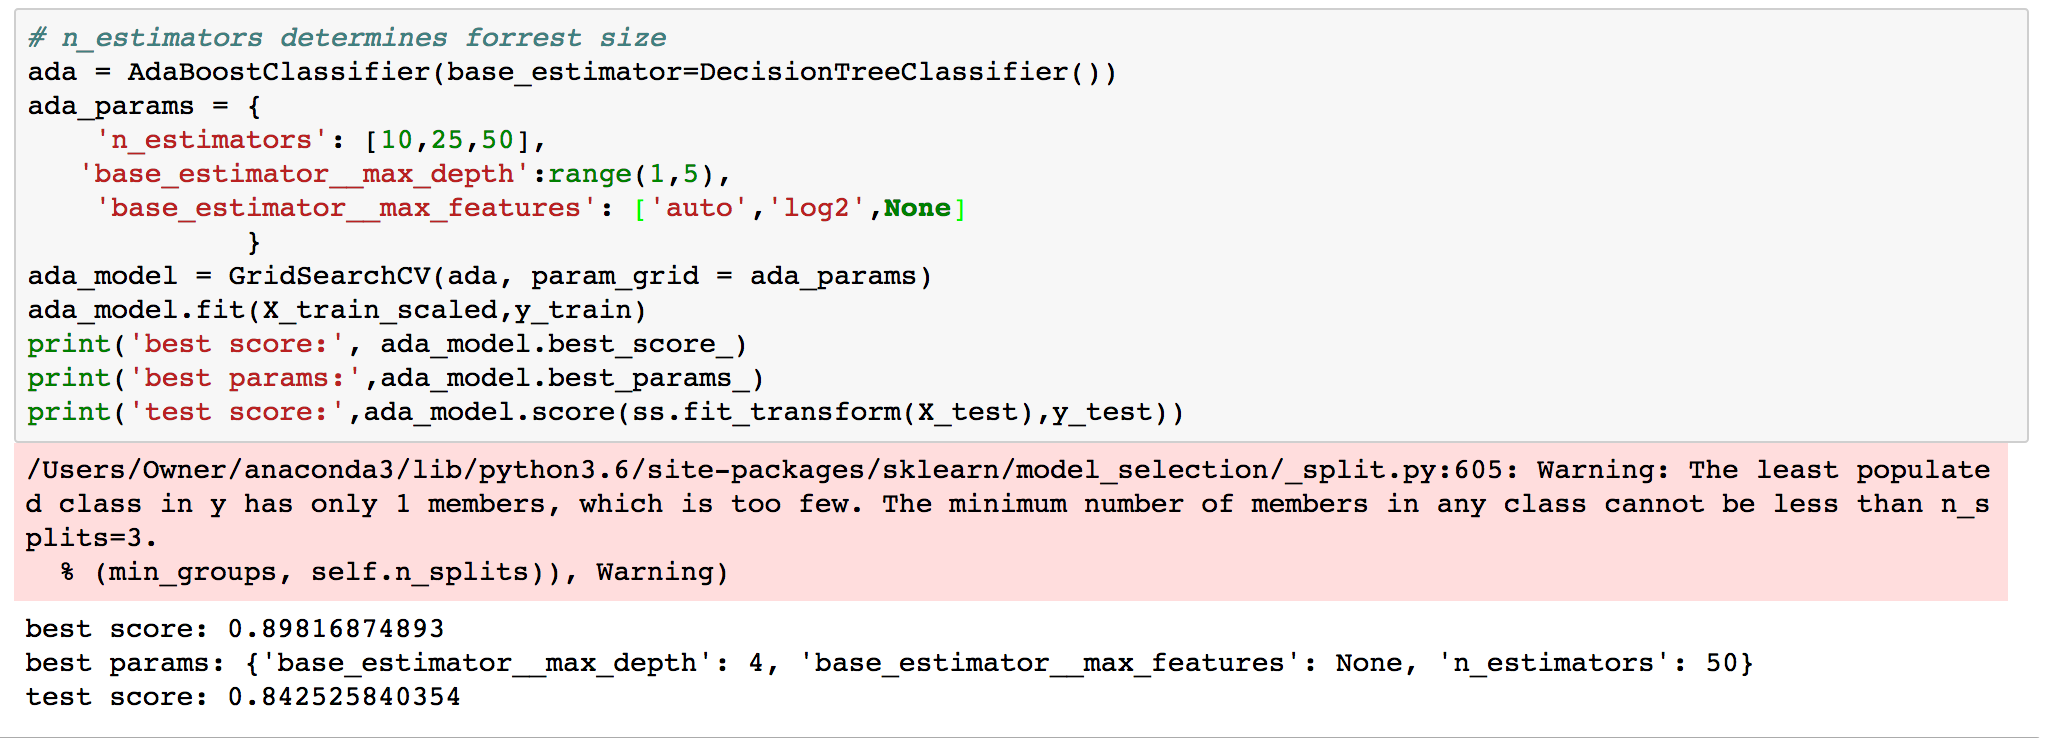 # n_estimators determines forrest size
ada = AdaBoostClassifier(base_estimator=DecisionTreeClassifier())
ada_params = {
    'n_estimators': [10,25,50],
   'base_estimator__max_depth':range(1,5),
    'base_estimator__max_features': ['auto','log2',None]
             }
ada_model = GridSearchCV(ada, param_grid = ada_params)
ada_model.fit(X_train_scaled,y_train)
print('best score:', ada_model.best_score_)
print('best params:',ada_model.best_params_)
print('test score:',ada_model.score(ss.fit_transform(X_test),y_test))
/Users/Owner/anaconda3/lib/python3.6/site-packages/sklearn/model_selection/_split.py:605: Warning: The least populate
d class in y has only 1 members, which is too few. The minimum number of members in any class cannot be less than n_s
plits=3.
  % (min_groups, self.n_splits)), Warning)
best score: 0.89816874893
best params: {'base_estimator__max_depth': 4, 'base_estimator__max_features': None, 'n_estimators': 50}
test score: 0.842525840354